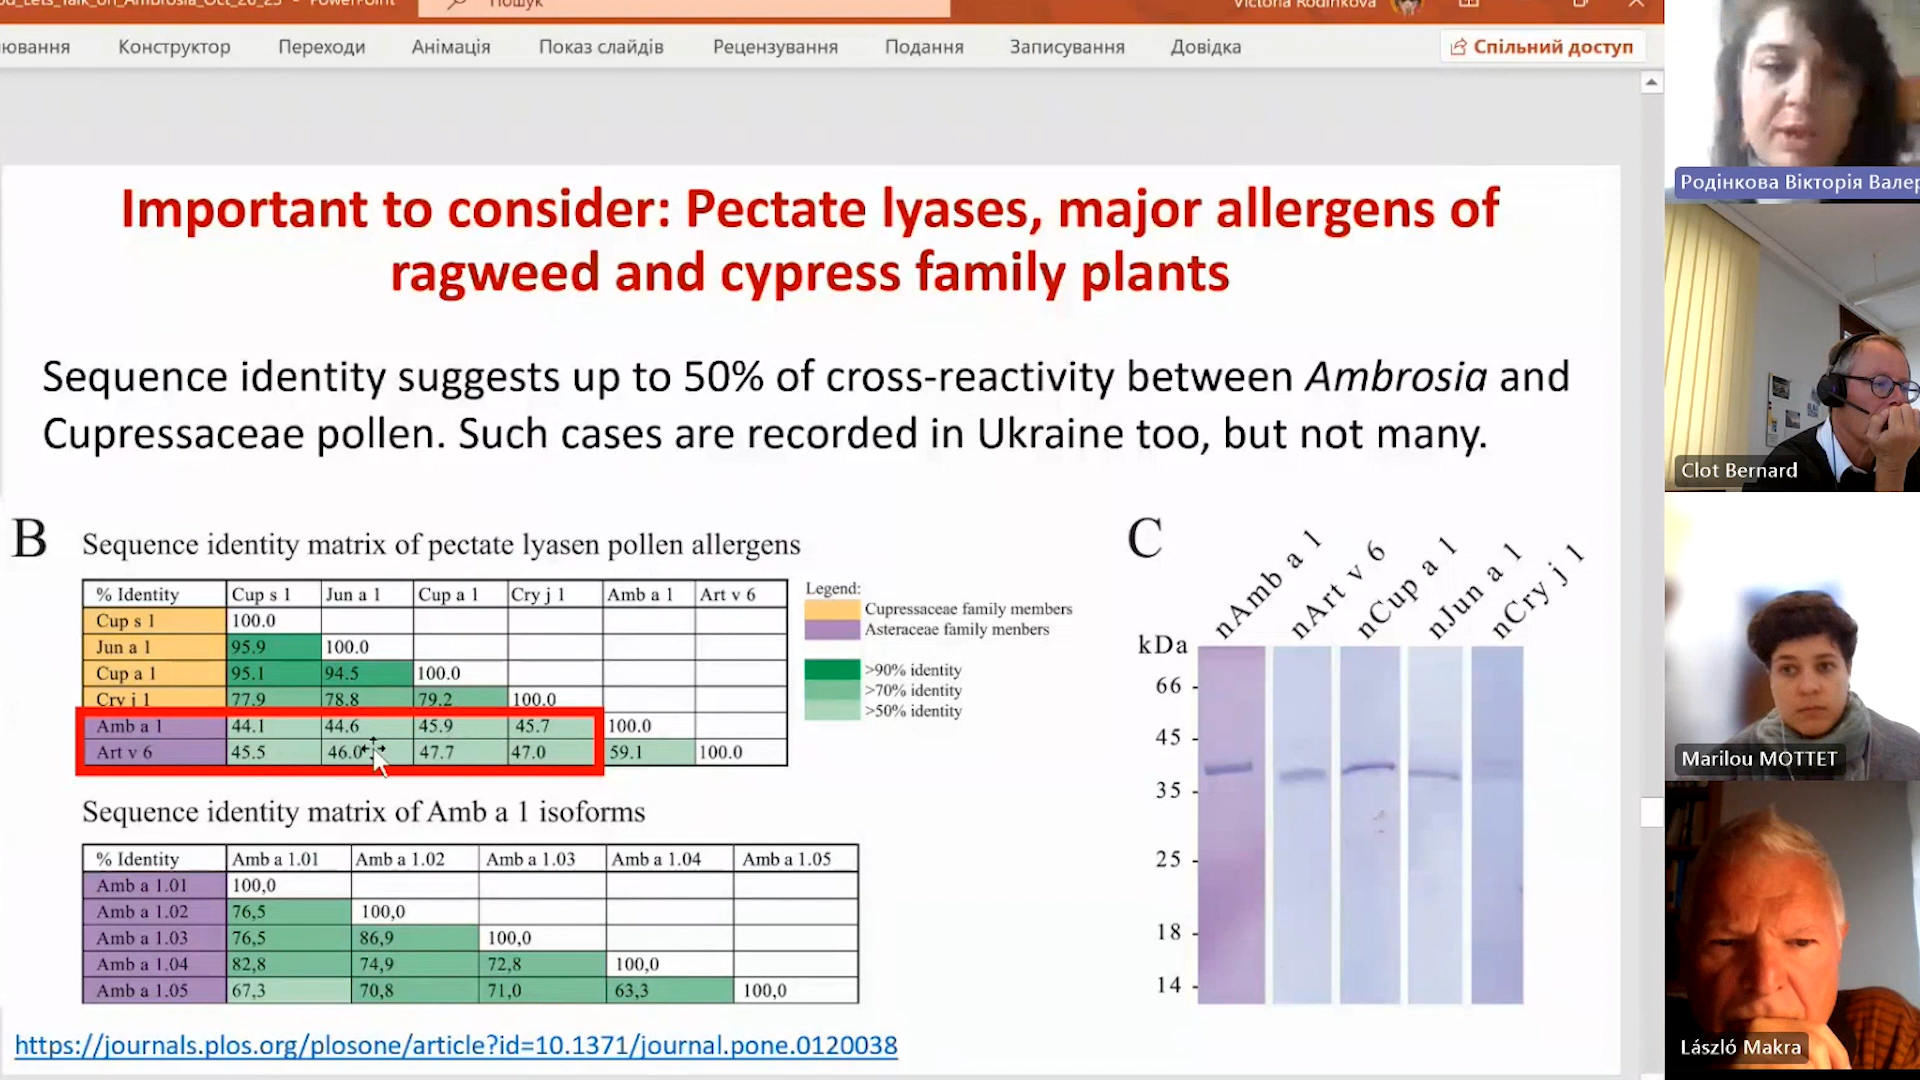 PowerPoint
Пошук
Victoria Rodinkova
Конструктор Переходи Анімація Показ слайдів Рецензування Подання Записування Довідка
Спільний доступ
Important to consider: Pectate lyases, major allergens of
ragweed and cypress family plants
Sequence identity suggests up to 50% of cross-reactivity between Ambrosia and
Cupressaceae pollen. Such cases are recorded in Ukraine too, but not many.
B
Sequence identity matrix of pectate lyasen pollen allergens
% Identity Cup s 1 Jun a 1 Cup a 1 Cry j 1 Amb a 1 Art v 6
Cup s 1 100.0
Jun a 1 95.9 100.0
Cup a 1 95.1 94.5 100.0
Cry j 1 77.9 78.8 79.2 100.0
Amb a 1 44.1 44.6 45.9 45.7 100.0
Art v 6 45.5 46.0 47.7 47.0 59.1 100.0
Legend:
Cupressaceae family members
Asteraceae family menbers
>90% identity
>70% identity
>50% identity
Sequence identity matrix of Amb a 1 isoforms
% Identity Amb a 1.01 Amb a 1.02 Amb a 1.03 Amb a 1.04 Amb a 1.05
Amb a 1.01 100,0
Amb a 1.02 76,5 100,0
Amb a 1.03 76,5 86,9 100,0
Amb a 1.04 82,8 74,9 72,8 100,0
Amb a 1.05 67,3 70,8 71,0 63,3 100,0
https://journals.plos.org/plosone/article?id=10.1371/journal.pone.0120038
C
nAmb a 1
nArt v 6
nCup a 1
nJun a 1
nCry j 1
kDa
66
45
35
25
18
14
Родінкова Вікторія Валер
Clot Bernard
Marilou MOTTET
László Makra